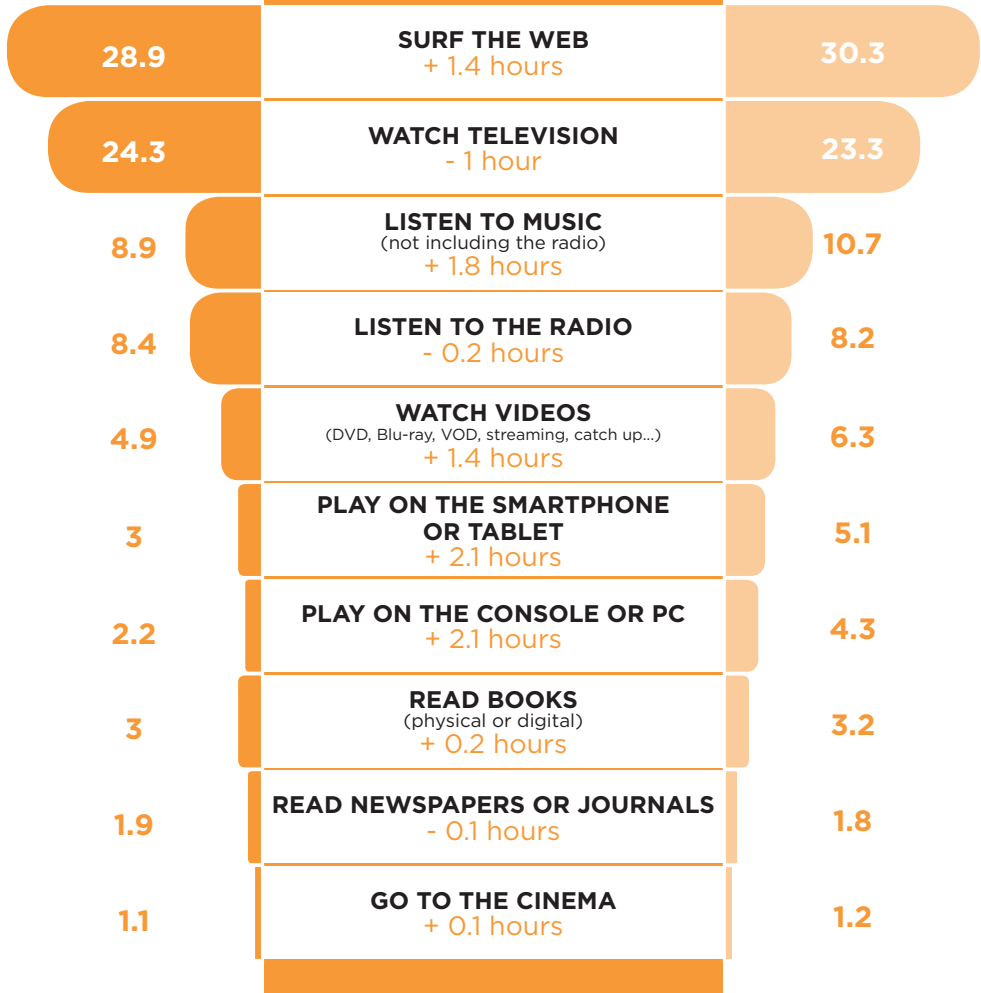 28.9
SURF THE WEB
+ 1.4 hours
30.3
24.3
WATCH TELEVISION
- 1 hour
23.3
8.9
LISTEN TO MUSIC
(not including the radio)
+ 1.8 hours
10.7
8.4
LISTEN TO THE RADIO
- 0.2 hours
8.2
4.9
WATCH VIDEOS
(DVD, Blu-ray, VOD, streaming, catch up...)
+ 1.4 hours
6.3
3
PLAY ON THE SMARTPHONE
OR TABLET
+ 2.1 hours
5.1
2.2
PLAY ON THE CONSOLE OR PC
+ 2.1 hours
4.3
3
READ BOOKS
(physical or digital)
+ 0.2 hours
3.2
1.9
READ NEWSPAPERS OR JOURNALS
- 0.1 hours
1.8
1.1
GO TO THE CINEMA
+ 0.1 hours
1.2